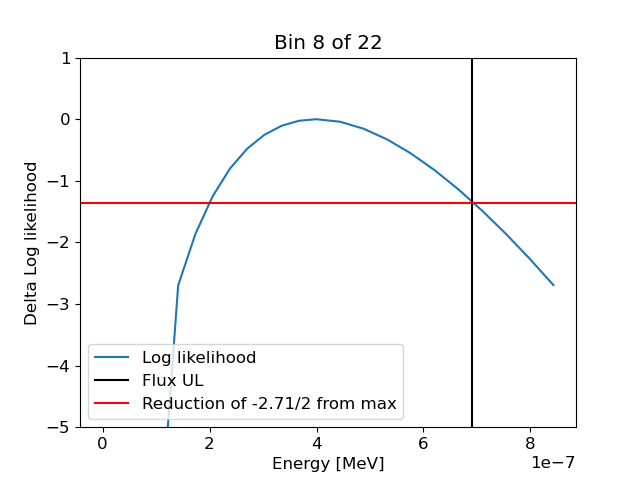 Bin 8 of 22
Delta Log likelihood
1
0
−1
−2
−3
−4
−5
Log likelihood
Flux UL
Reduction of -2.71/2 from max
0 2 4 6 8
1e−7
Energy [MeV]